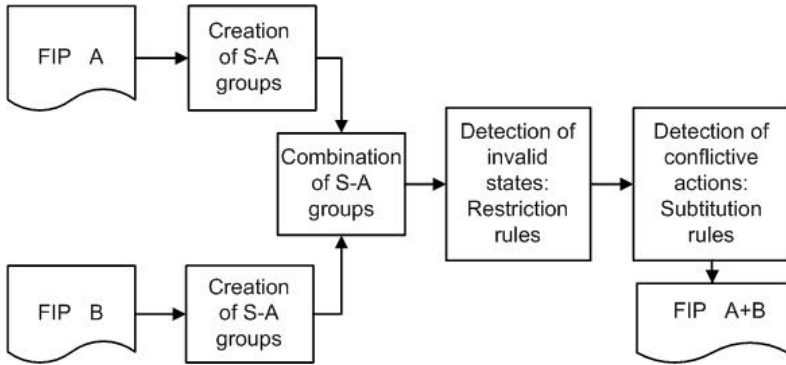 FIP A
Creation
of S-A
groups
Combination
of S-A
groups
Detection of
invalid
states:
Restriction
rules
Detection of
conflictive
actions:
Subtitution
rules
FIP B
Creation
of S-A
groups
FIP A+B